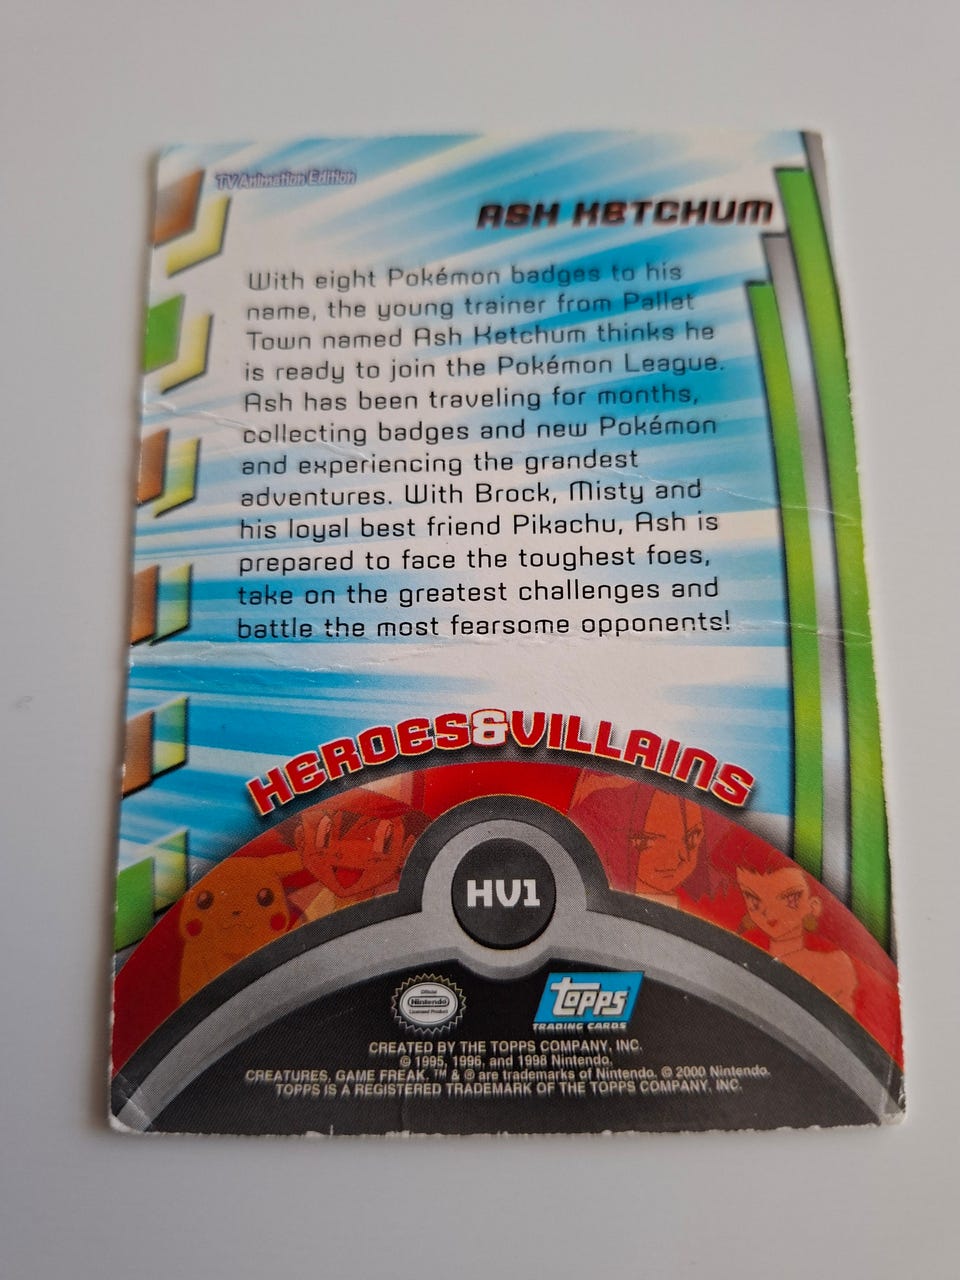 TV Animation Edition
ASH KETCHUM
With eight Pokémon badges to his
name, the young trainer from Pallet
Town named Ash Ketchum thinks he
is ready to join the Pokémon League.
Ash has been traveling for months,
collecting badges and new Pokémon
and experiencing the grandest
adventures. With Brock, Misty and
his loyal best friend Pikachu, Ash is
prepared to face the toughest foes,
take on the greatest challenges and
battle the most fearsome opponents!
HEROES&VILLAINS
HV1
Official
Nintendo
Licensed Product
topps
TRADING CARDS
CREATED BY THE TOPPS COMPANY, INC.
© 1995, 1996, and 1998 Nintendo,
CREATURES, GAME FREAK. ™ & ® are trademarks of Nintendo. © 2000 Nintendo.
TOPPS IS A REGISTERED TRADEMARK OF THE TOPPS COMPANY, INC.